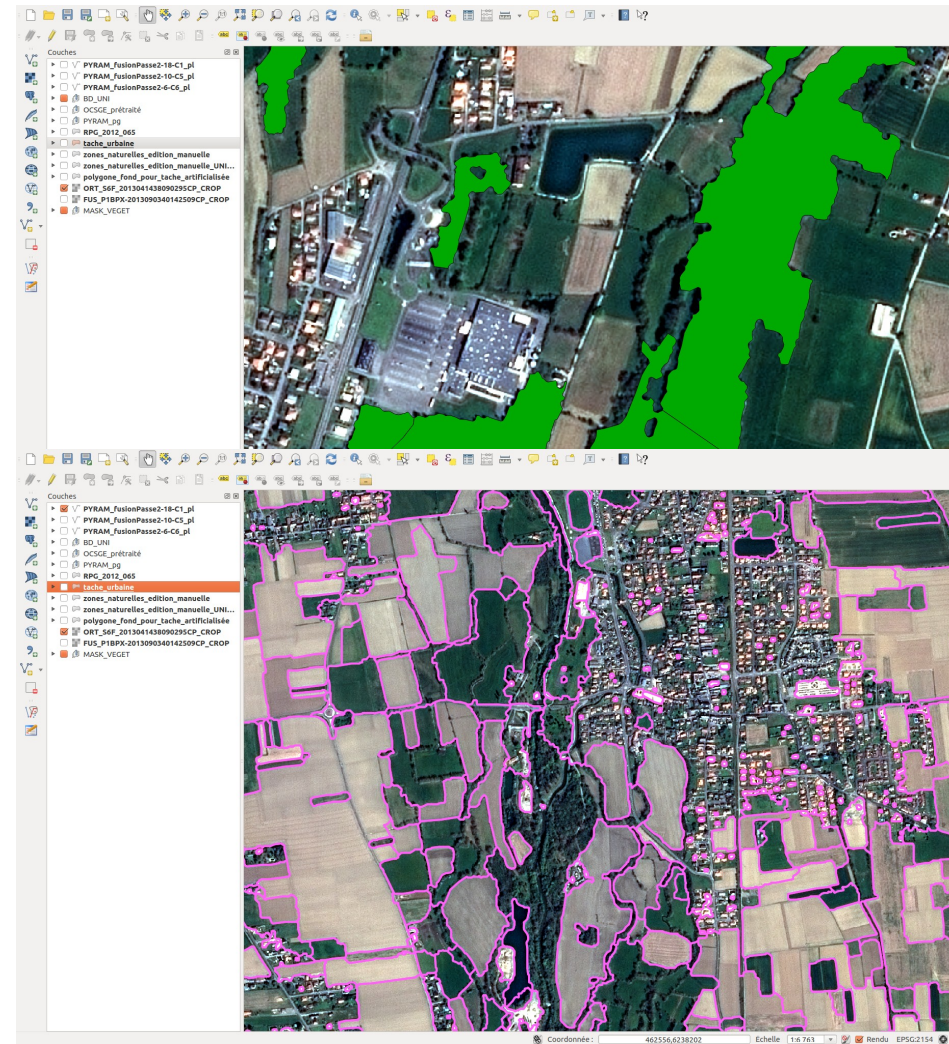 Couches
PYRAM_fusionPasse2-18-C1_pl
PYRAM_fusionPasse2-10-C5_pl
PYRAM_fusionPasse2-6-C6_pl
BD_UNI
OCSGE_prétraité
PYRAM_pg
RPG_2012_065
tache_urbaine
zones_naturelles_edition_manuelle
zones_naturelles_edition_manuelle_UNI...
polygone_fond_pour_tache_artificialisée
ORT_S6F_2013041438090295CP_CROP
FUS_P1BPX-2013090340142509CP_CROP
MASK_VEGET
Couches
PYRAM_fusionPasse2-18-C1_pl
PYRAM_fusionPasse2-10-C5_pl
PYRAM_fusionPasse2-6-C6_pl
BD_UNI
OCSGE_prétraité
PYRAM_pg
RPG_2012_065
tache_urbaine
zones_naturelles_edition_manuelle
zones_naturelles_edition_manuelle_UNI...
polygone_fond_pour_tache_artificialisée
ORT_S6F_2013041438090295CP_CROP
FUS_P1BPX-2013090340142509CP_CROP
MASK_VEGET
Coordonnée : 462556,6238202 Échelle 1:6 763 Rendu EPSG:2154